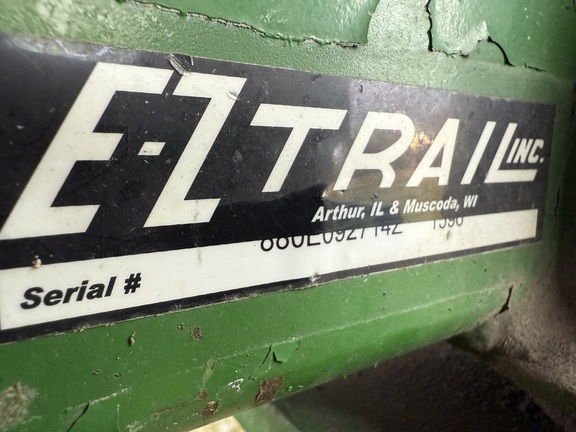 E-Z TRAIL INC.
Arthur, IL & Muscoda, WI
Serial #